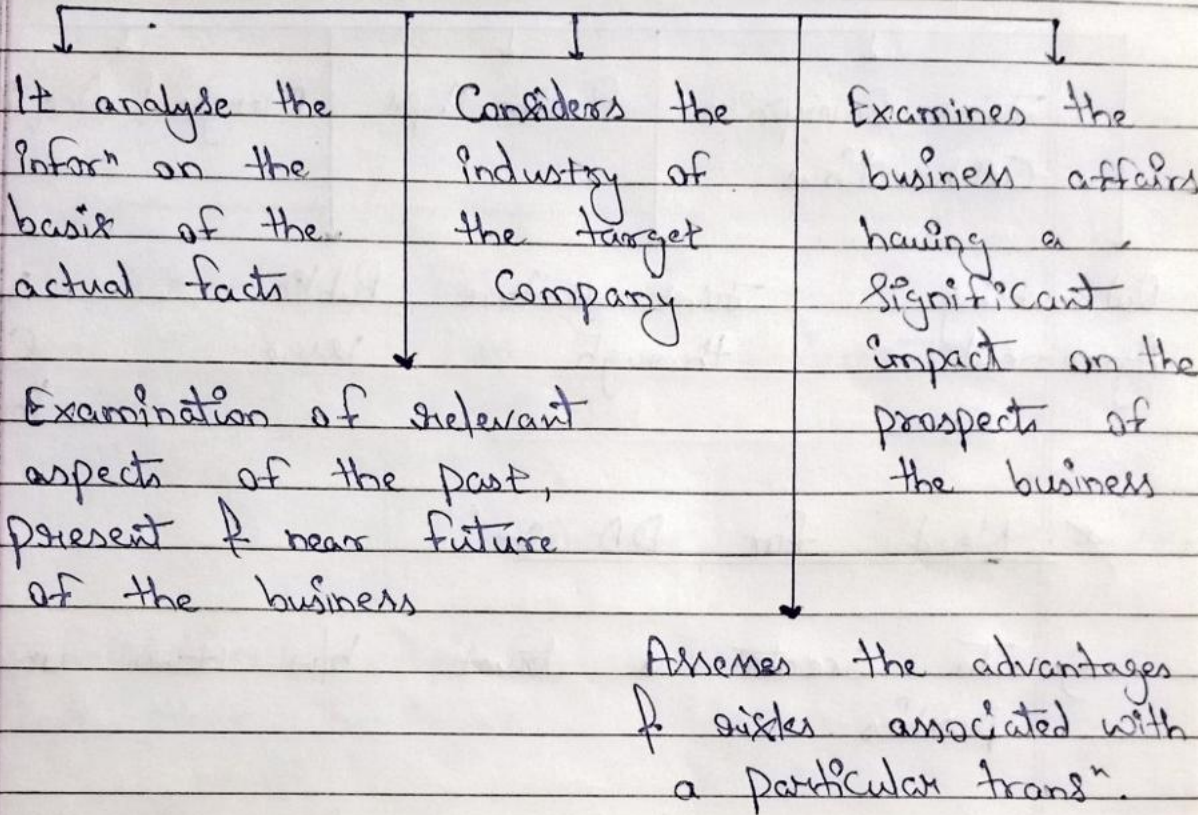 It analyse the
inforⁿ on the
basis of the
actual facts
Examination of relevant
aspects of the past,
present & near future
of the business
Considers the
industry of
the target
Company
Assesses the advantages
& risks associated with
a particular transⁿ.
Examines the
business affairs
having a
significant
impact on the
prospects of
the business